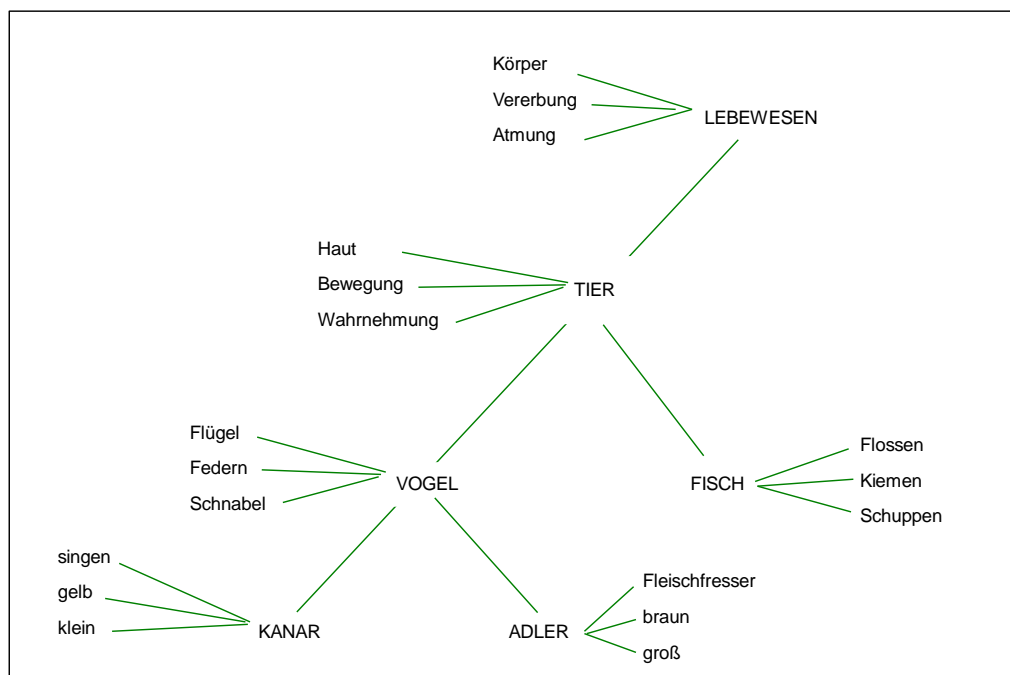 Körper
Vererbung
LEBEWESEN
Atmung
Haut
Bewegung
TIER
Wahrnehmung
Flügel
Federn
VOGEL
Schnabel
FISCH
Flossen
Kiemen
Schuppen
singen
gelb
klein
KANAR
ADLER
Fleischfresser
braun
groß